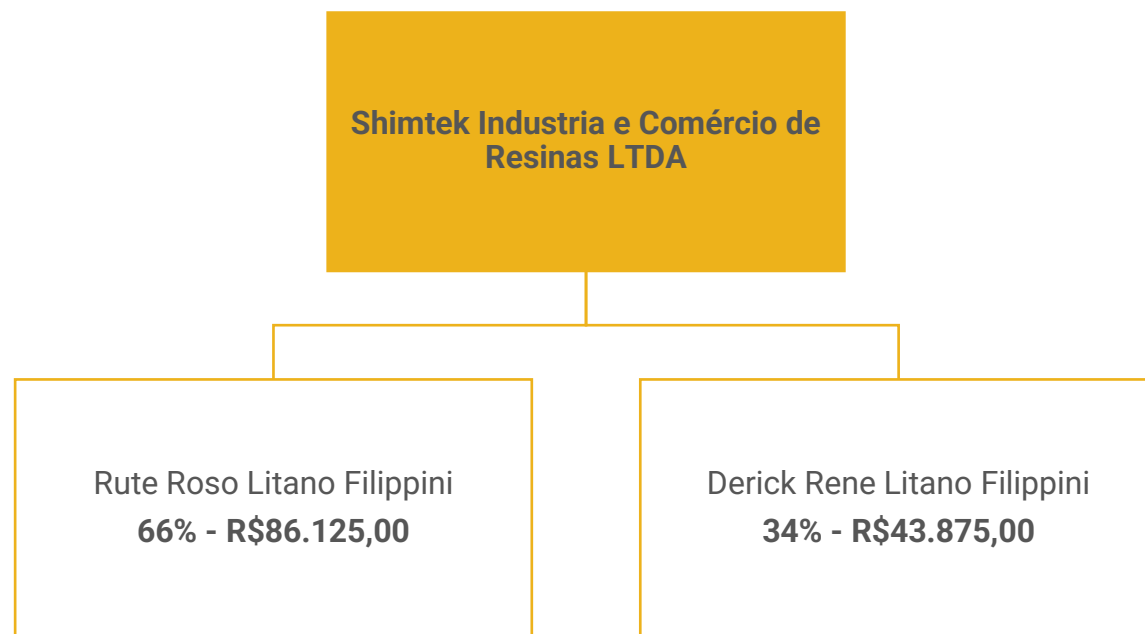 Shimtek Industria e Comércio de
Resinas LTDA
Rute Roso Litano Filippini
66% - R$86.125,00
Derick Rene Litano Filippini
34% - R$43.875,00